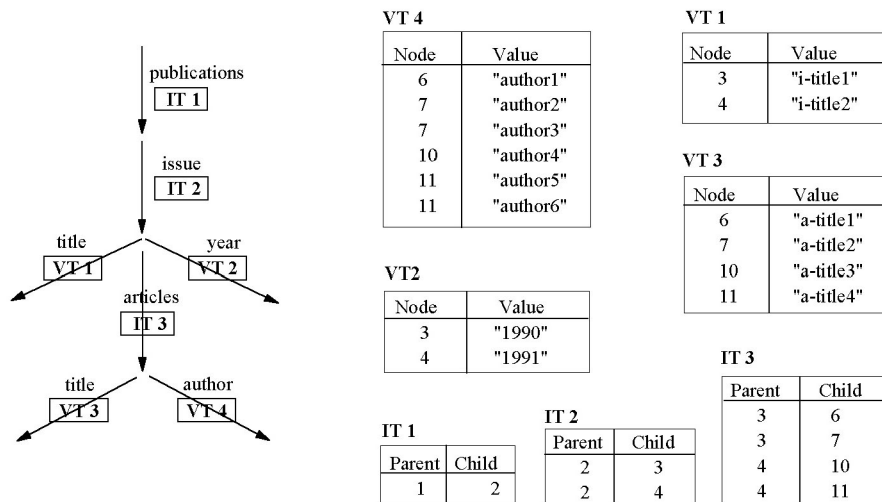 publications
IT 1
issue
IT 2
title
year
VT 1
VT 2
articles
IT 3
title
author
VT 3
VT 4
VT 4
Node Value
6 "author1"
7 "author2"
7 "author3"
10 "author4"
11 "author5"
11 "author6"
VT 1
Node Value
3 "i-title1"
4 "i-title2"
VT 3
Node Value
6 "a-title1"
7 "a-title2"
10 "a-title3"
11 "a-title4"
VT2
Node Value
3 "1990"
4 "1991"
IT 1
Parent Child
1 2
IT 2
Parent Child
2 3
2 4
IT 3
Parent Child
3 6
3 7
4 10
4 11